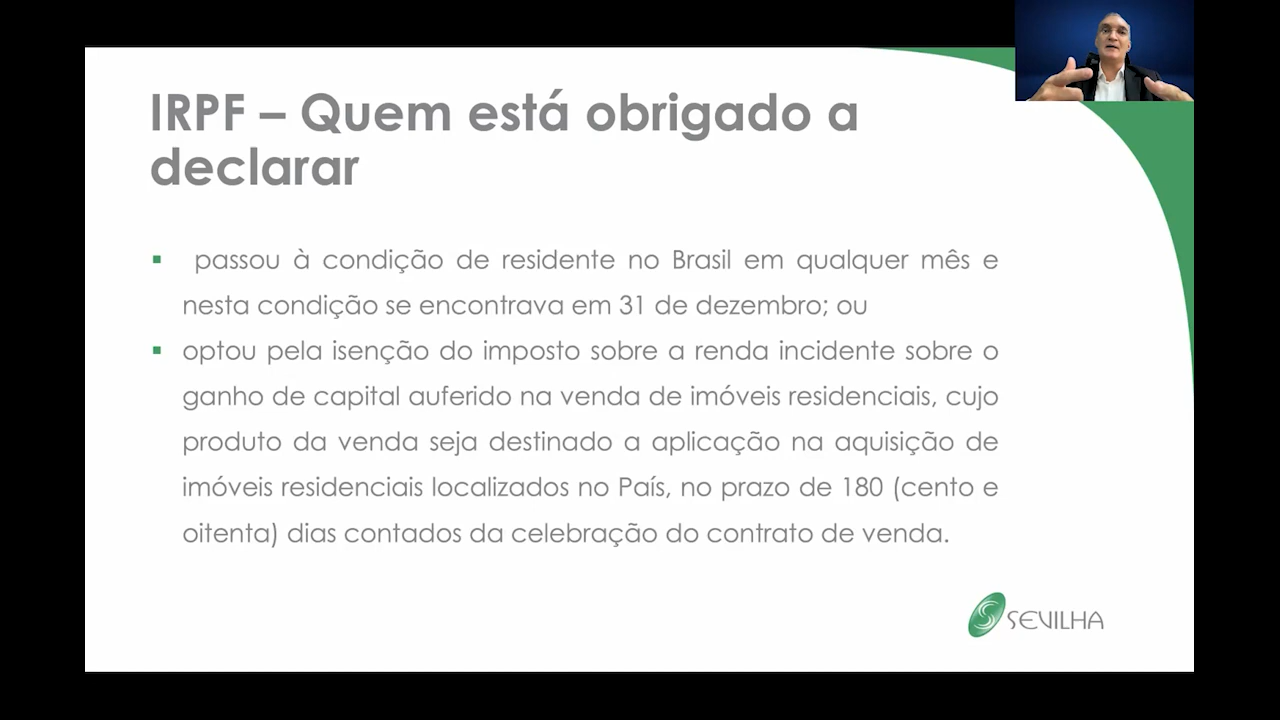 IRPF – Quem está obrigado a
declarar
passou à condição de residente no Brasil em qualquer mês e
nesta condição se encontrava em 31 de dezembro; ou
optou pela isenção do imposto sobre a renda incidente sobre o
ganho de capital auferido na venda de imóveis residenciais, cujo
produto da venda seja destinado a aplicação na aquisição de
imóveis residenciais localizados no País, no prazo de 180 (cento e
oitenta) dias contados da celebração do contrato de venda.
SEVILHA